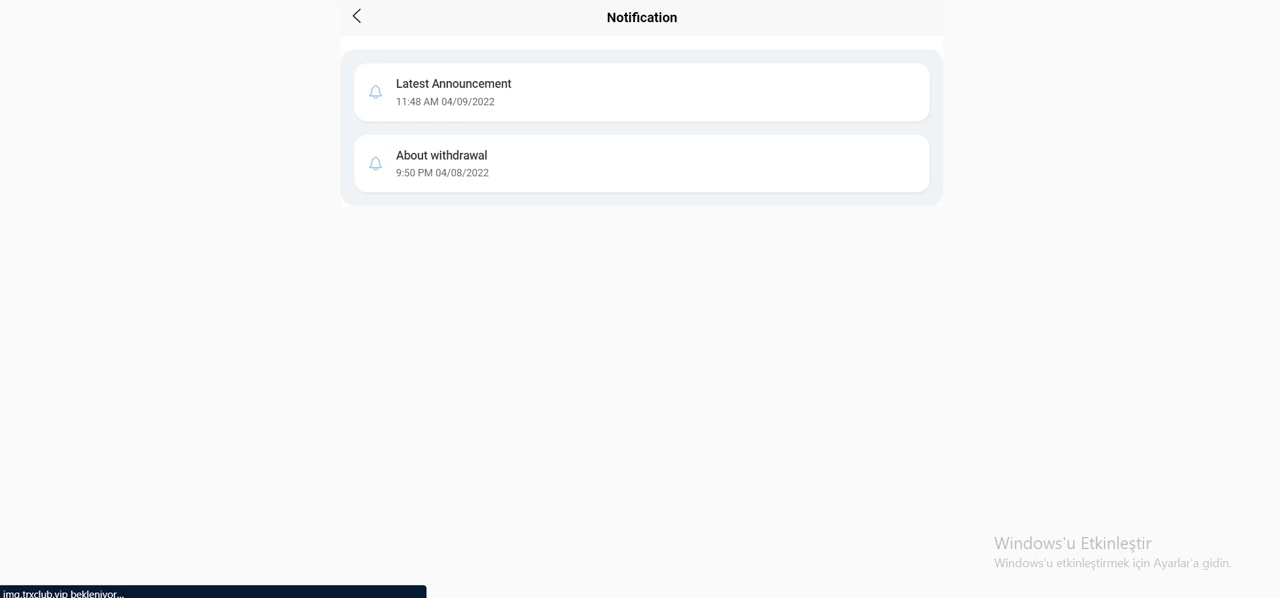 Notification
Latest Announcement
11:48 AM 04/09/2022
About withdrawal
9:50 PM 04/08/2022
Windows'u Etkinleştir
Windows'u etkinleştirmek için Ayarlar'a gidin.
img.trxclub.vip bekleniyor...